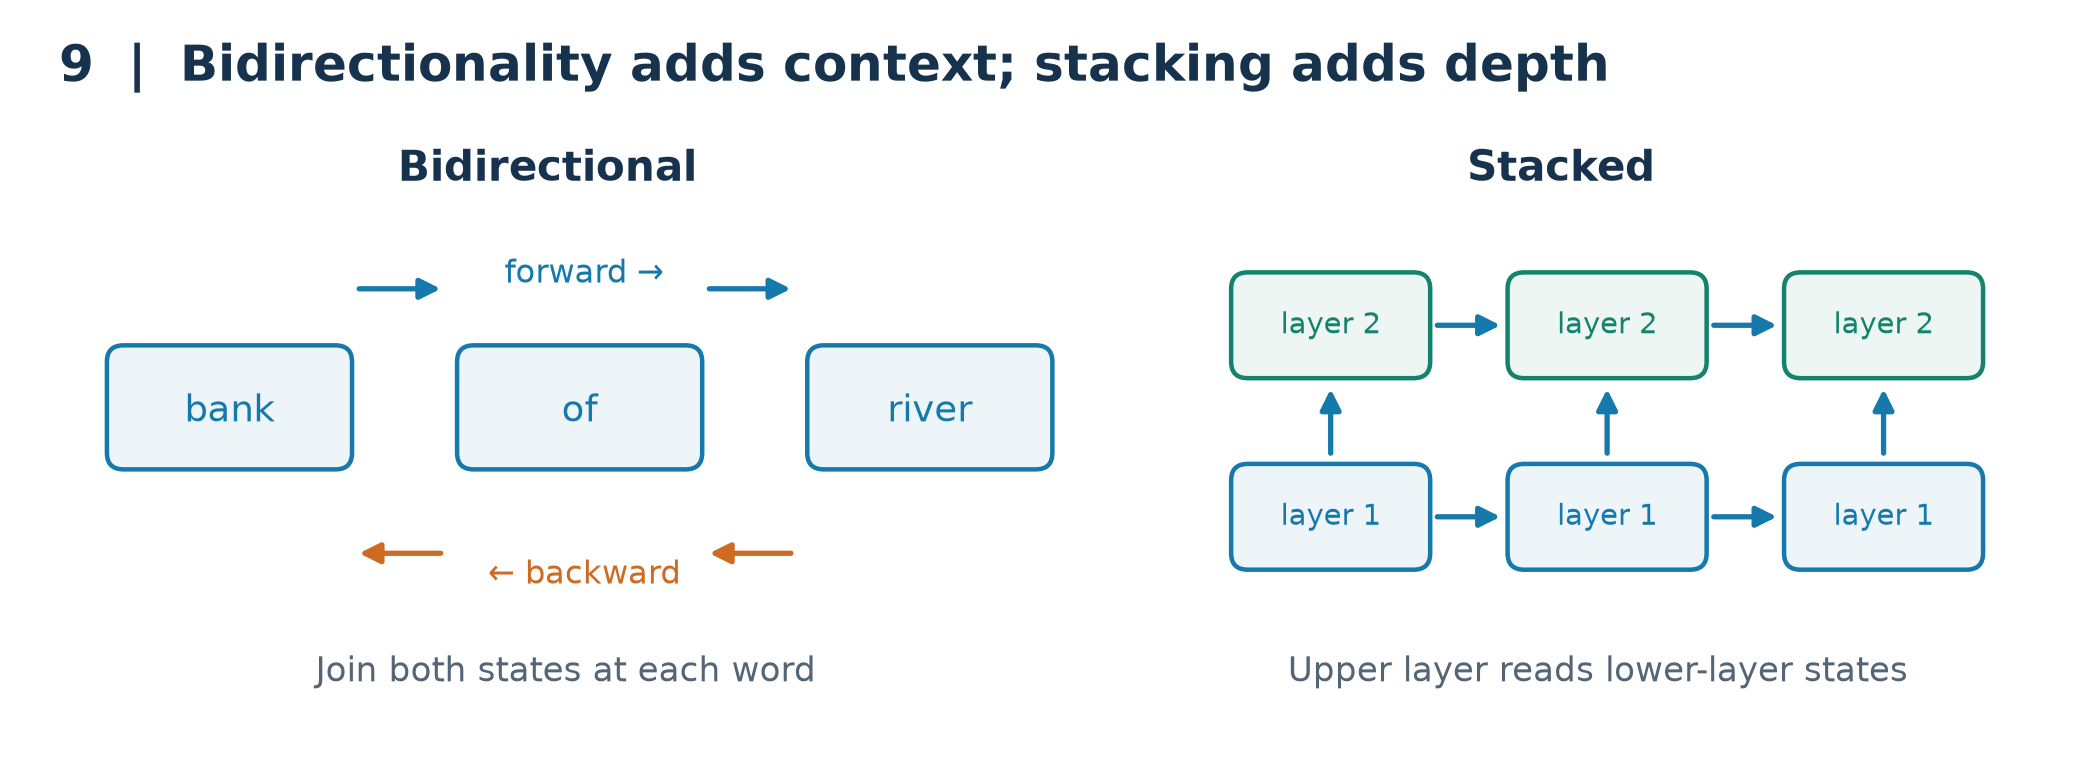 9 | Bidirectionality adds context; stacking adds depth
Bidirectional
forward →
bank
of
river
← backward
Join both states at each word
Stacked
layer 2
layer 2
layer 2
layer 1
layer 1
layer 1
Upper layer reads lower-layer states